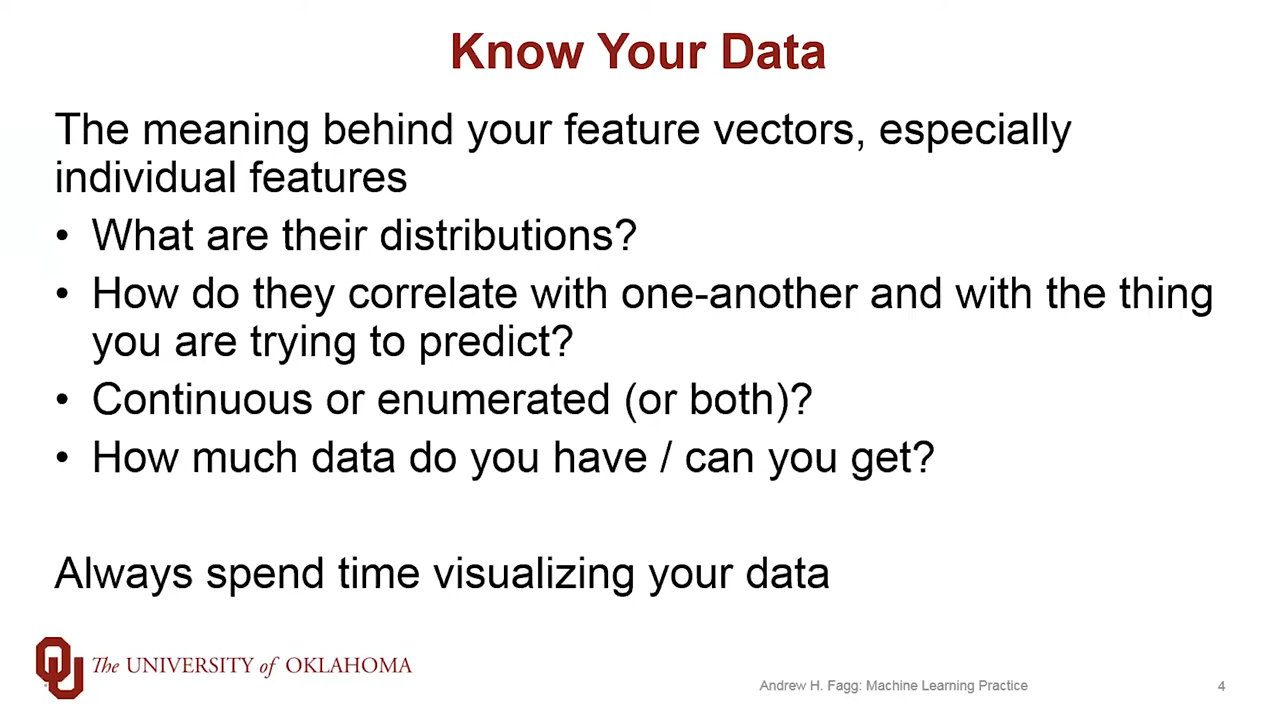 Know Your Data
The meaning behind your feature vectors, especially
individual features
• What are their distributions?
• How do they correlate with one-another and with the thing
you are trying to predict?
• Continuous or enumerated (or both)?
• How much data do you have / can you get?
Always spend time visualizing your data
The UNIVERSITY of OKLAHOMA
Andrew H. Fagg: Machine Learning Practice
4